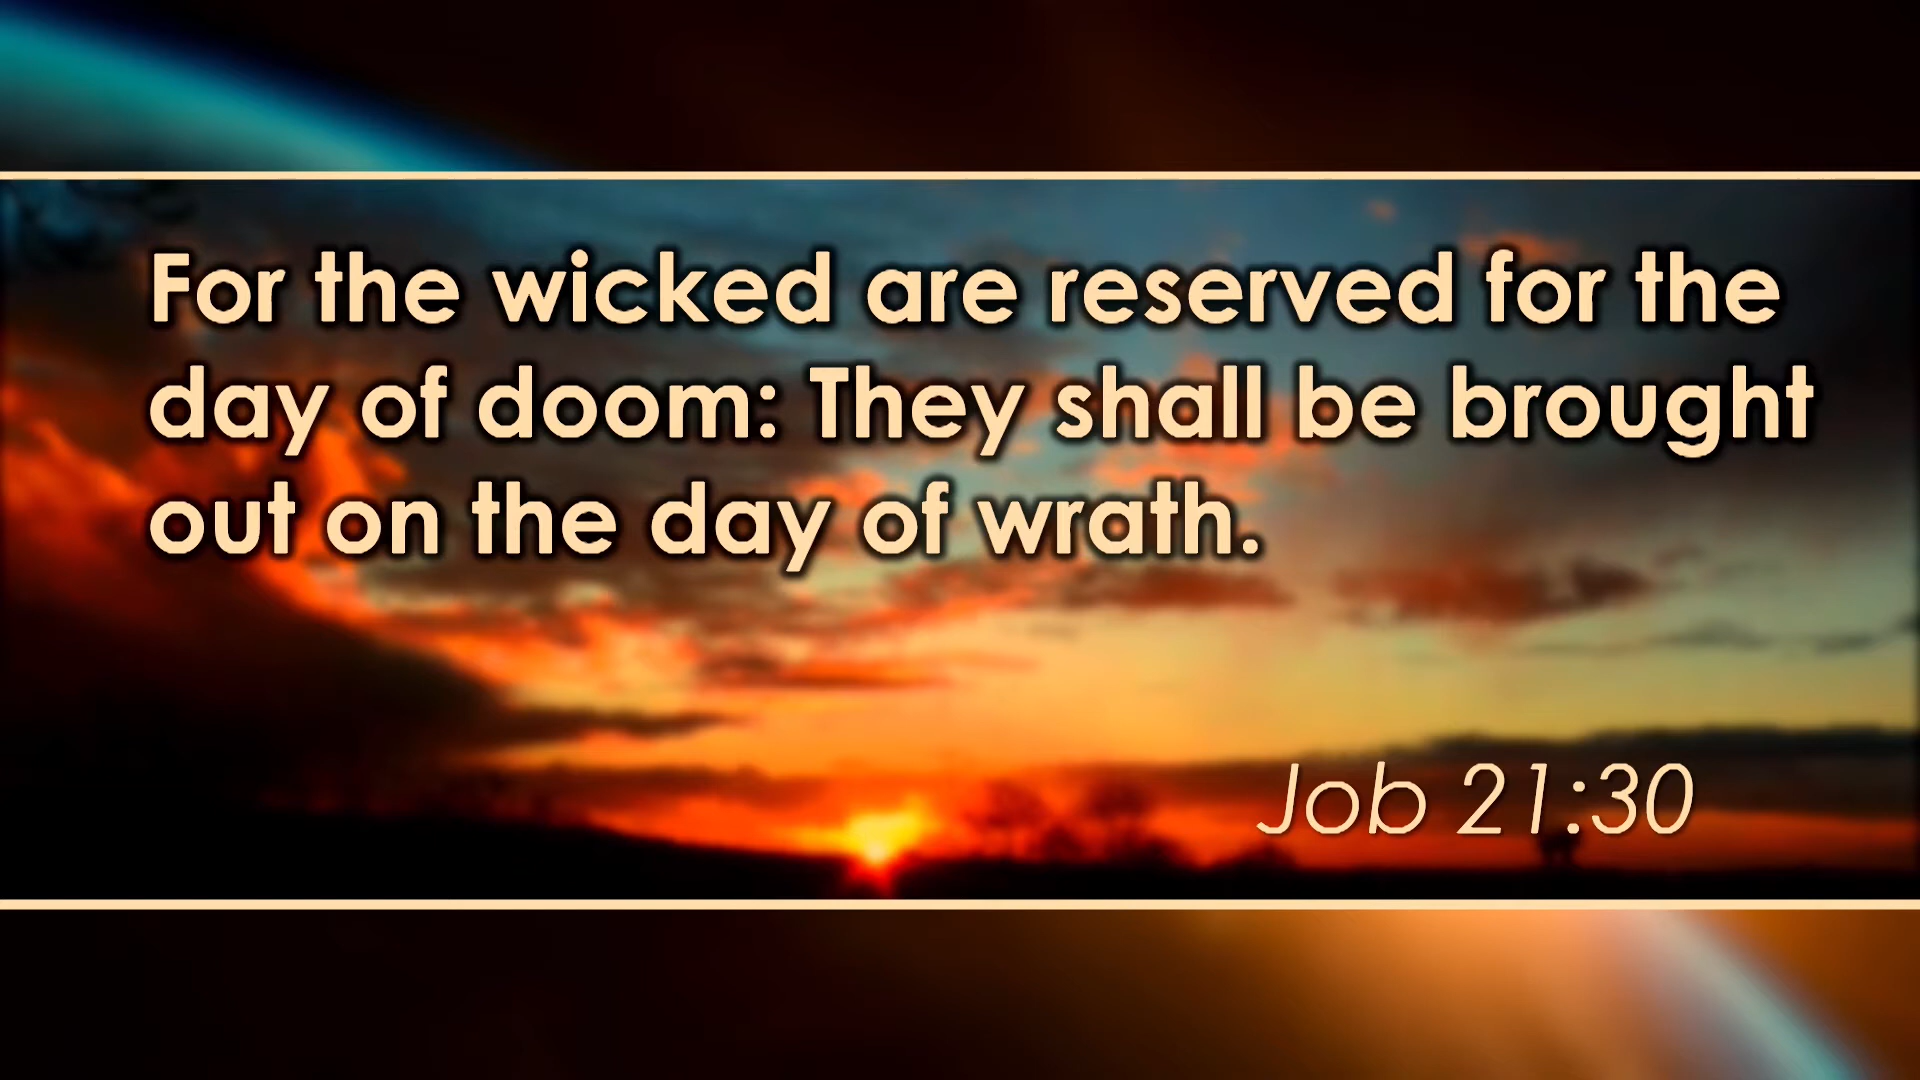 For the wicked are reserved for the
day of doom: They shall be brought
out on the day of wrath.
Job 21:30